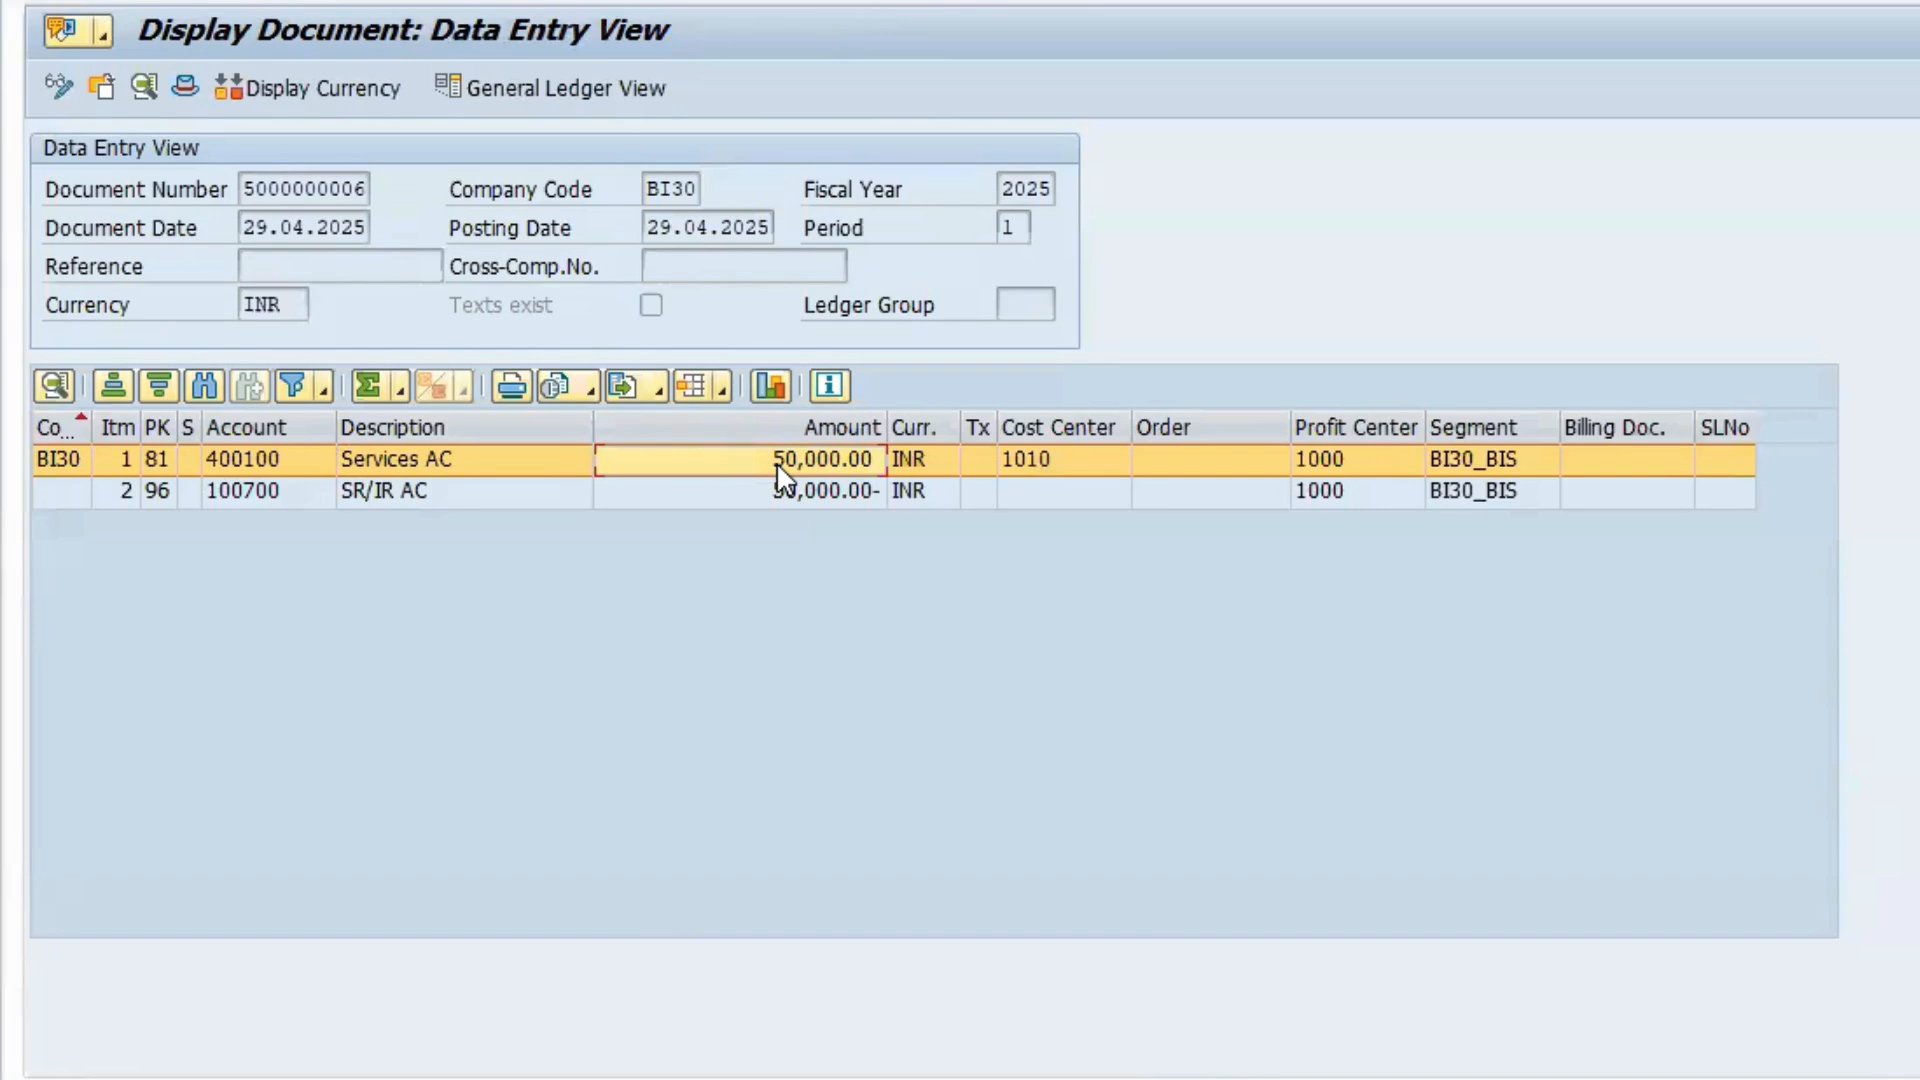 Display Document: Data Entry View
Display Currency General Ledger View
Data Entry View
Document Number 5000000006 Company Code BI30 Fiscal Year 2025
Document Date 29.04.2025 Posting Date 29.04.2025 Period 1
Reference Cross-Comp.No.
Currency INR Texts exist Ledger Group
Co... Itm PK S Account Description Amount Curr. Tx Cost Center Order Profit Center Segment Billing Doc. SLNo
BI30 1 81 400100 Services AC 50,000.00 INR 1010 1000 BI30_BIS
2 96 100700 SR/IR AC 50,000.00- INR 1000 BI30_BIS